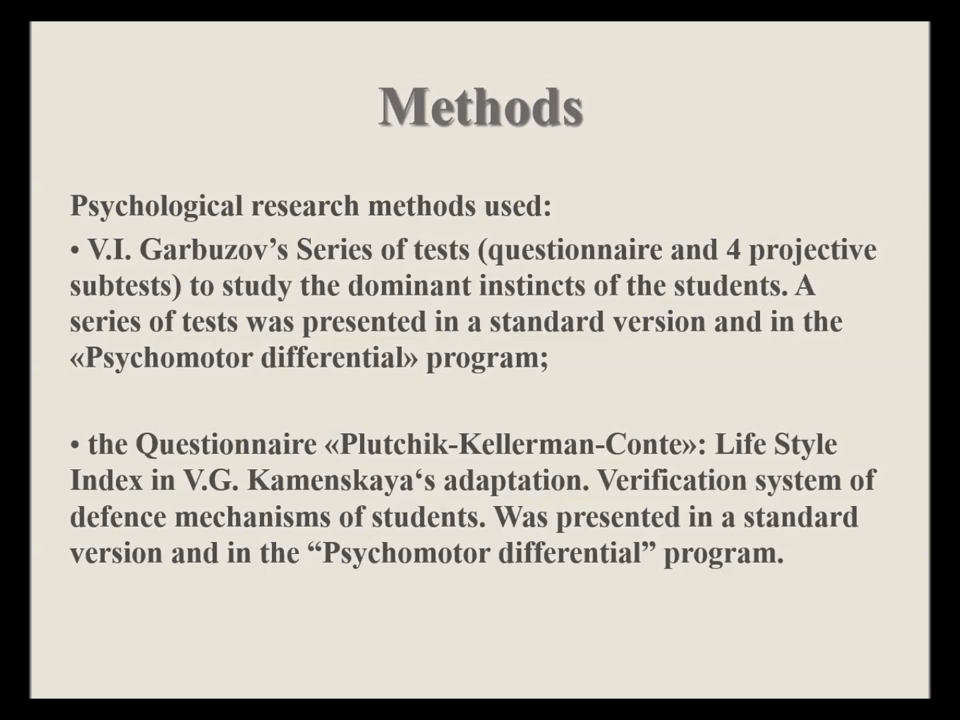 Methods
Psychological research methods used:
• V.I. Garbuzov’s Series of tests (questionnaire and 4 projective
subtests) to study the dominant instincts of the students. A
series of tests was presented in a standard version and in the
«Psychomotor differential» program;
• the Questionnaire «Plutchik-Kellerman-Conte»: Life Style
Index in V.G. Kamenskaya‘s adaptation. Verification system of
defence mechanisms of students. Was presented in a standard
version and in the “Psychomotor differential” program.